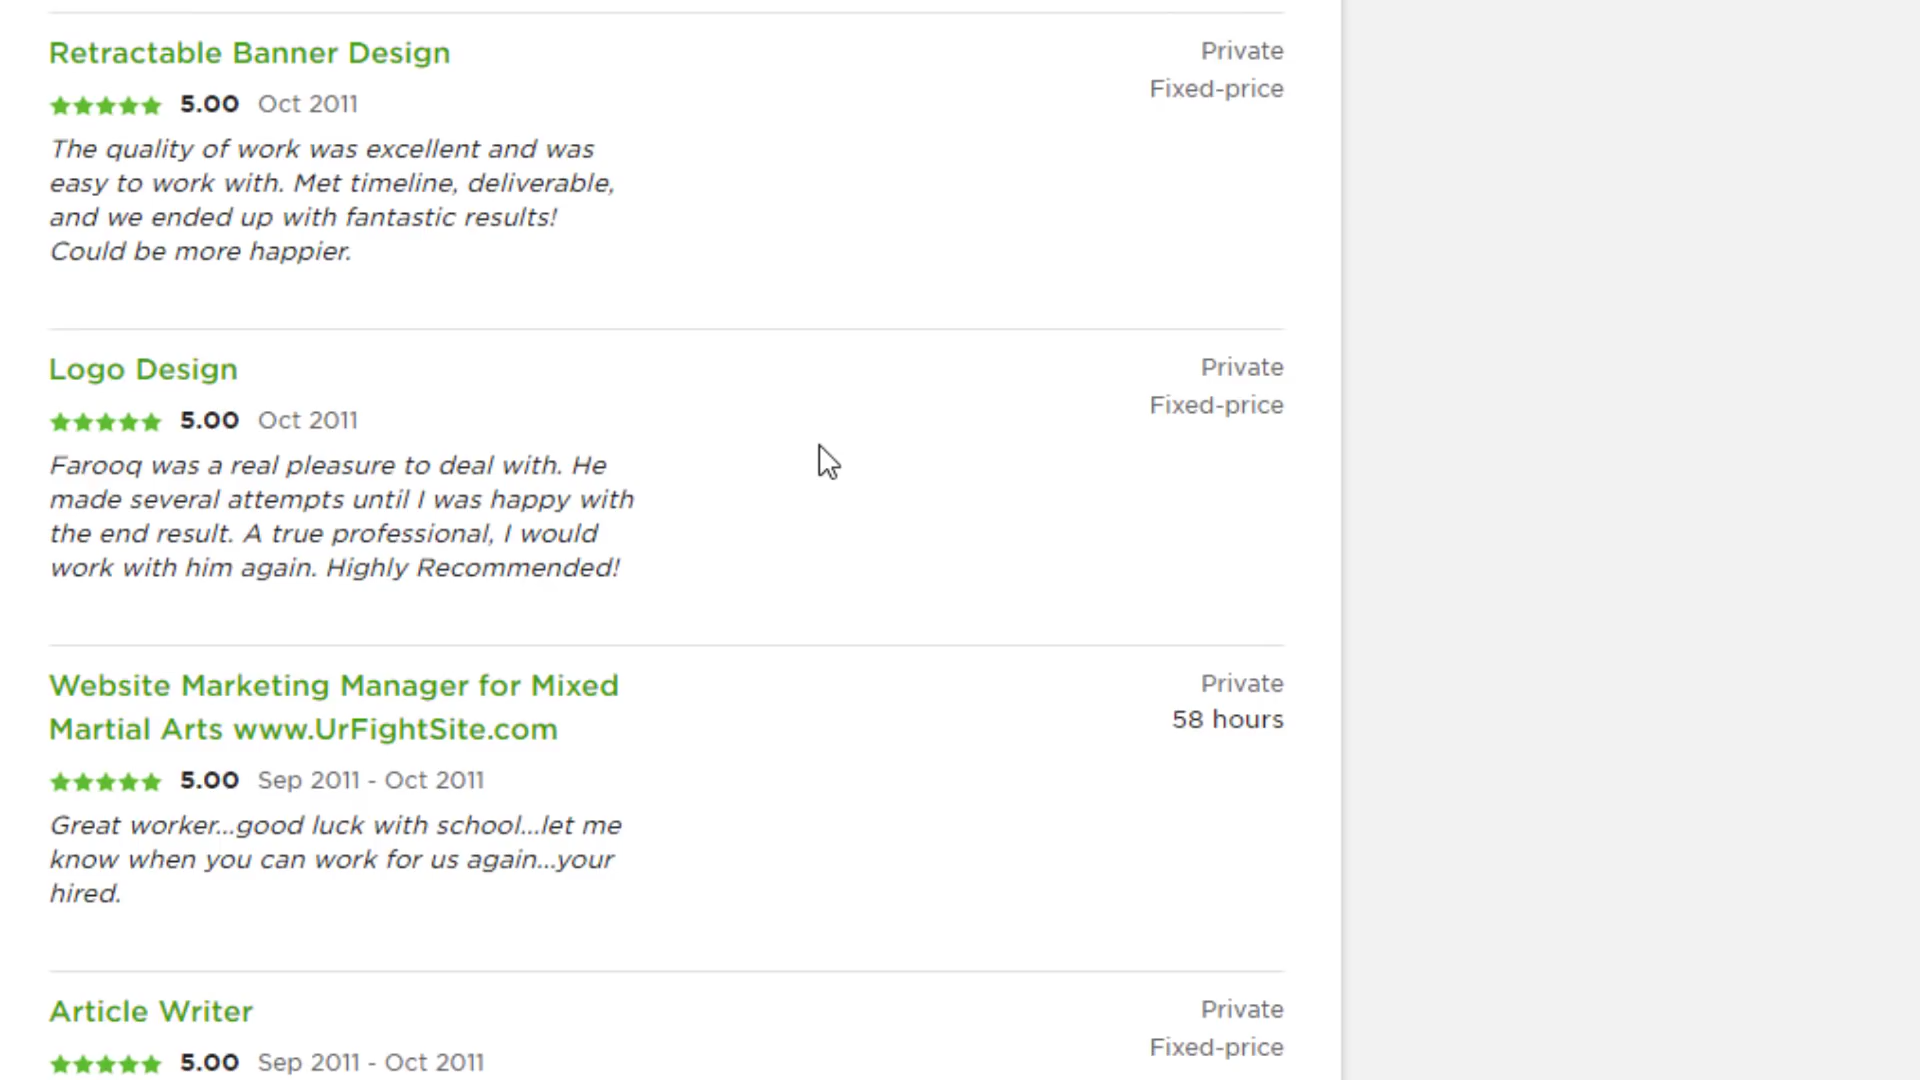 Retractable Banner Design
Private
Fixed-price
5.00 Oct 2011
The quality of work was excellent and was
easy to work with. Met timeline, deliverable,
and we ended up with fantastic results!
Could be more happier.
Logo Design
Private
Fixed-price
5.00 Oct 2011
Farooq was a real pleasure to deal with. He
made several attempts until I was happy with
the end result. A true professional, I would
work with him again. Highly Recommended!
Website Marketing Manager for Mixed
Martial Arts www.UrFightSite.com
Private
58 hours
5.00 Sep 2011 - Oct 2011
Great worker...good luck with school...let me
know when you can work for us again...your
hired.
Article Writer
Private
Fixed-price
5.00 Sep 2011 - Oct 2011